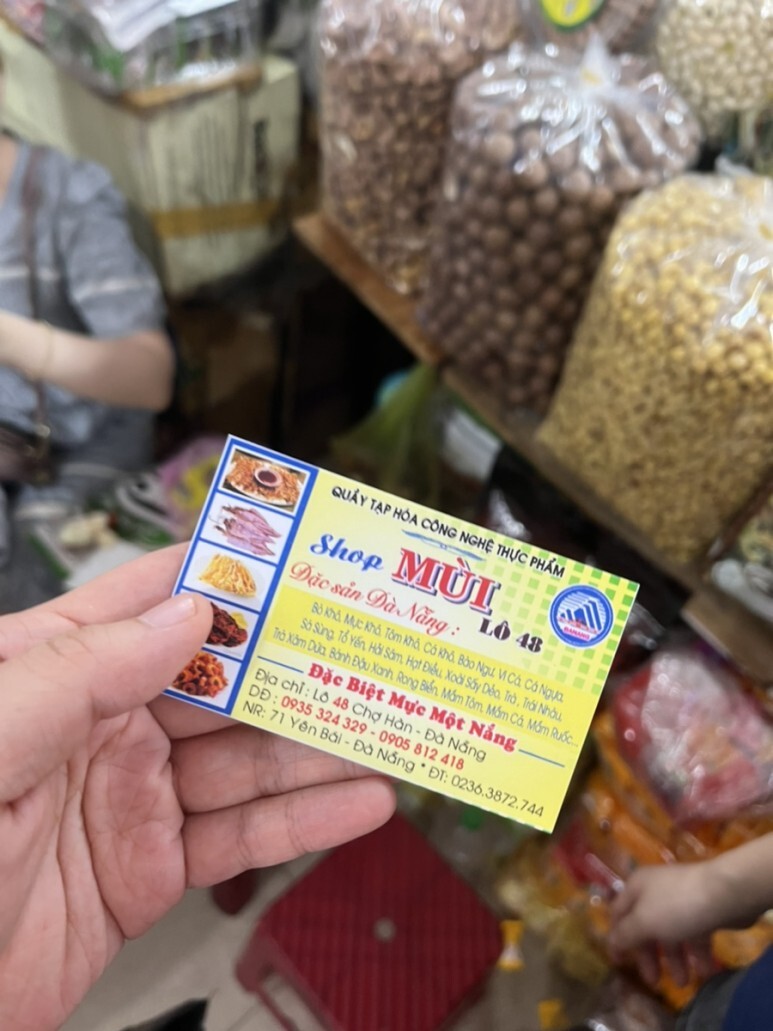 QUẦY TẠP HÓA CÔNG NGHỆ THỰC PHẨM
Shop MÙI
LÔ 48
Đặc sản Đà Nẵng :
Bò Khô, Mực Khô, Tôm Khô, Cá Khô, Bào Ngư, Vi Cá, Cá Ngựa,
Sá Sùng, Tổ Yến, Hải Sâm, Hạt Điều, Xoài Sấy Dẻo, Trà, Trái Nhàu,
Trà Xâm Dứa, Bánh Đậu Xanh, Rong Biển, Mắm Tôm, Mắm Cá, Mắm Ruốc...
Đặc Biệt Mực Một Nắng
Địa chỉ : Lô 48 Chợ Hàn - Đà Nẵng
DĐ : 0935 324 329 - 0905 812 418
NR: 71 Yên Bái - Đà Nẵng * ĐT: 0236.3872.744
DANANG